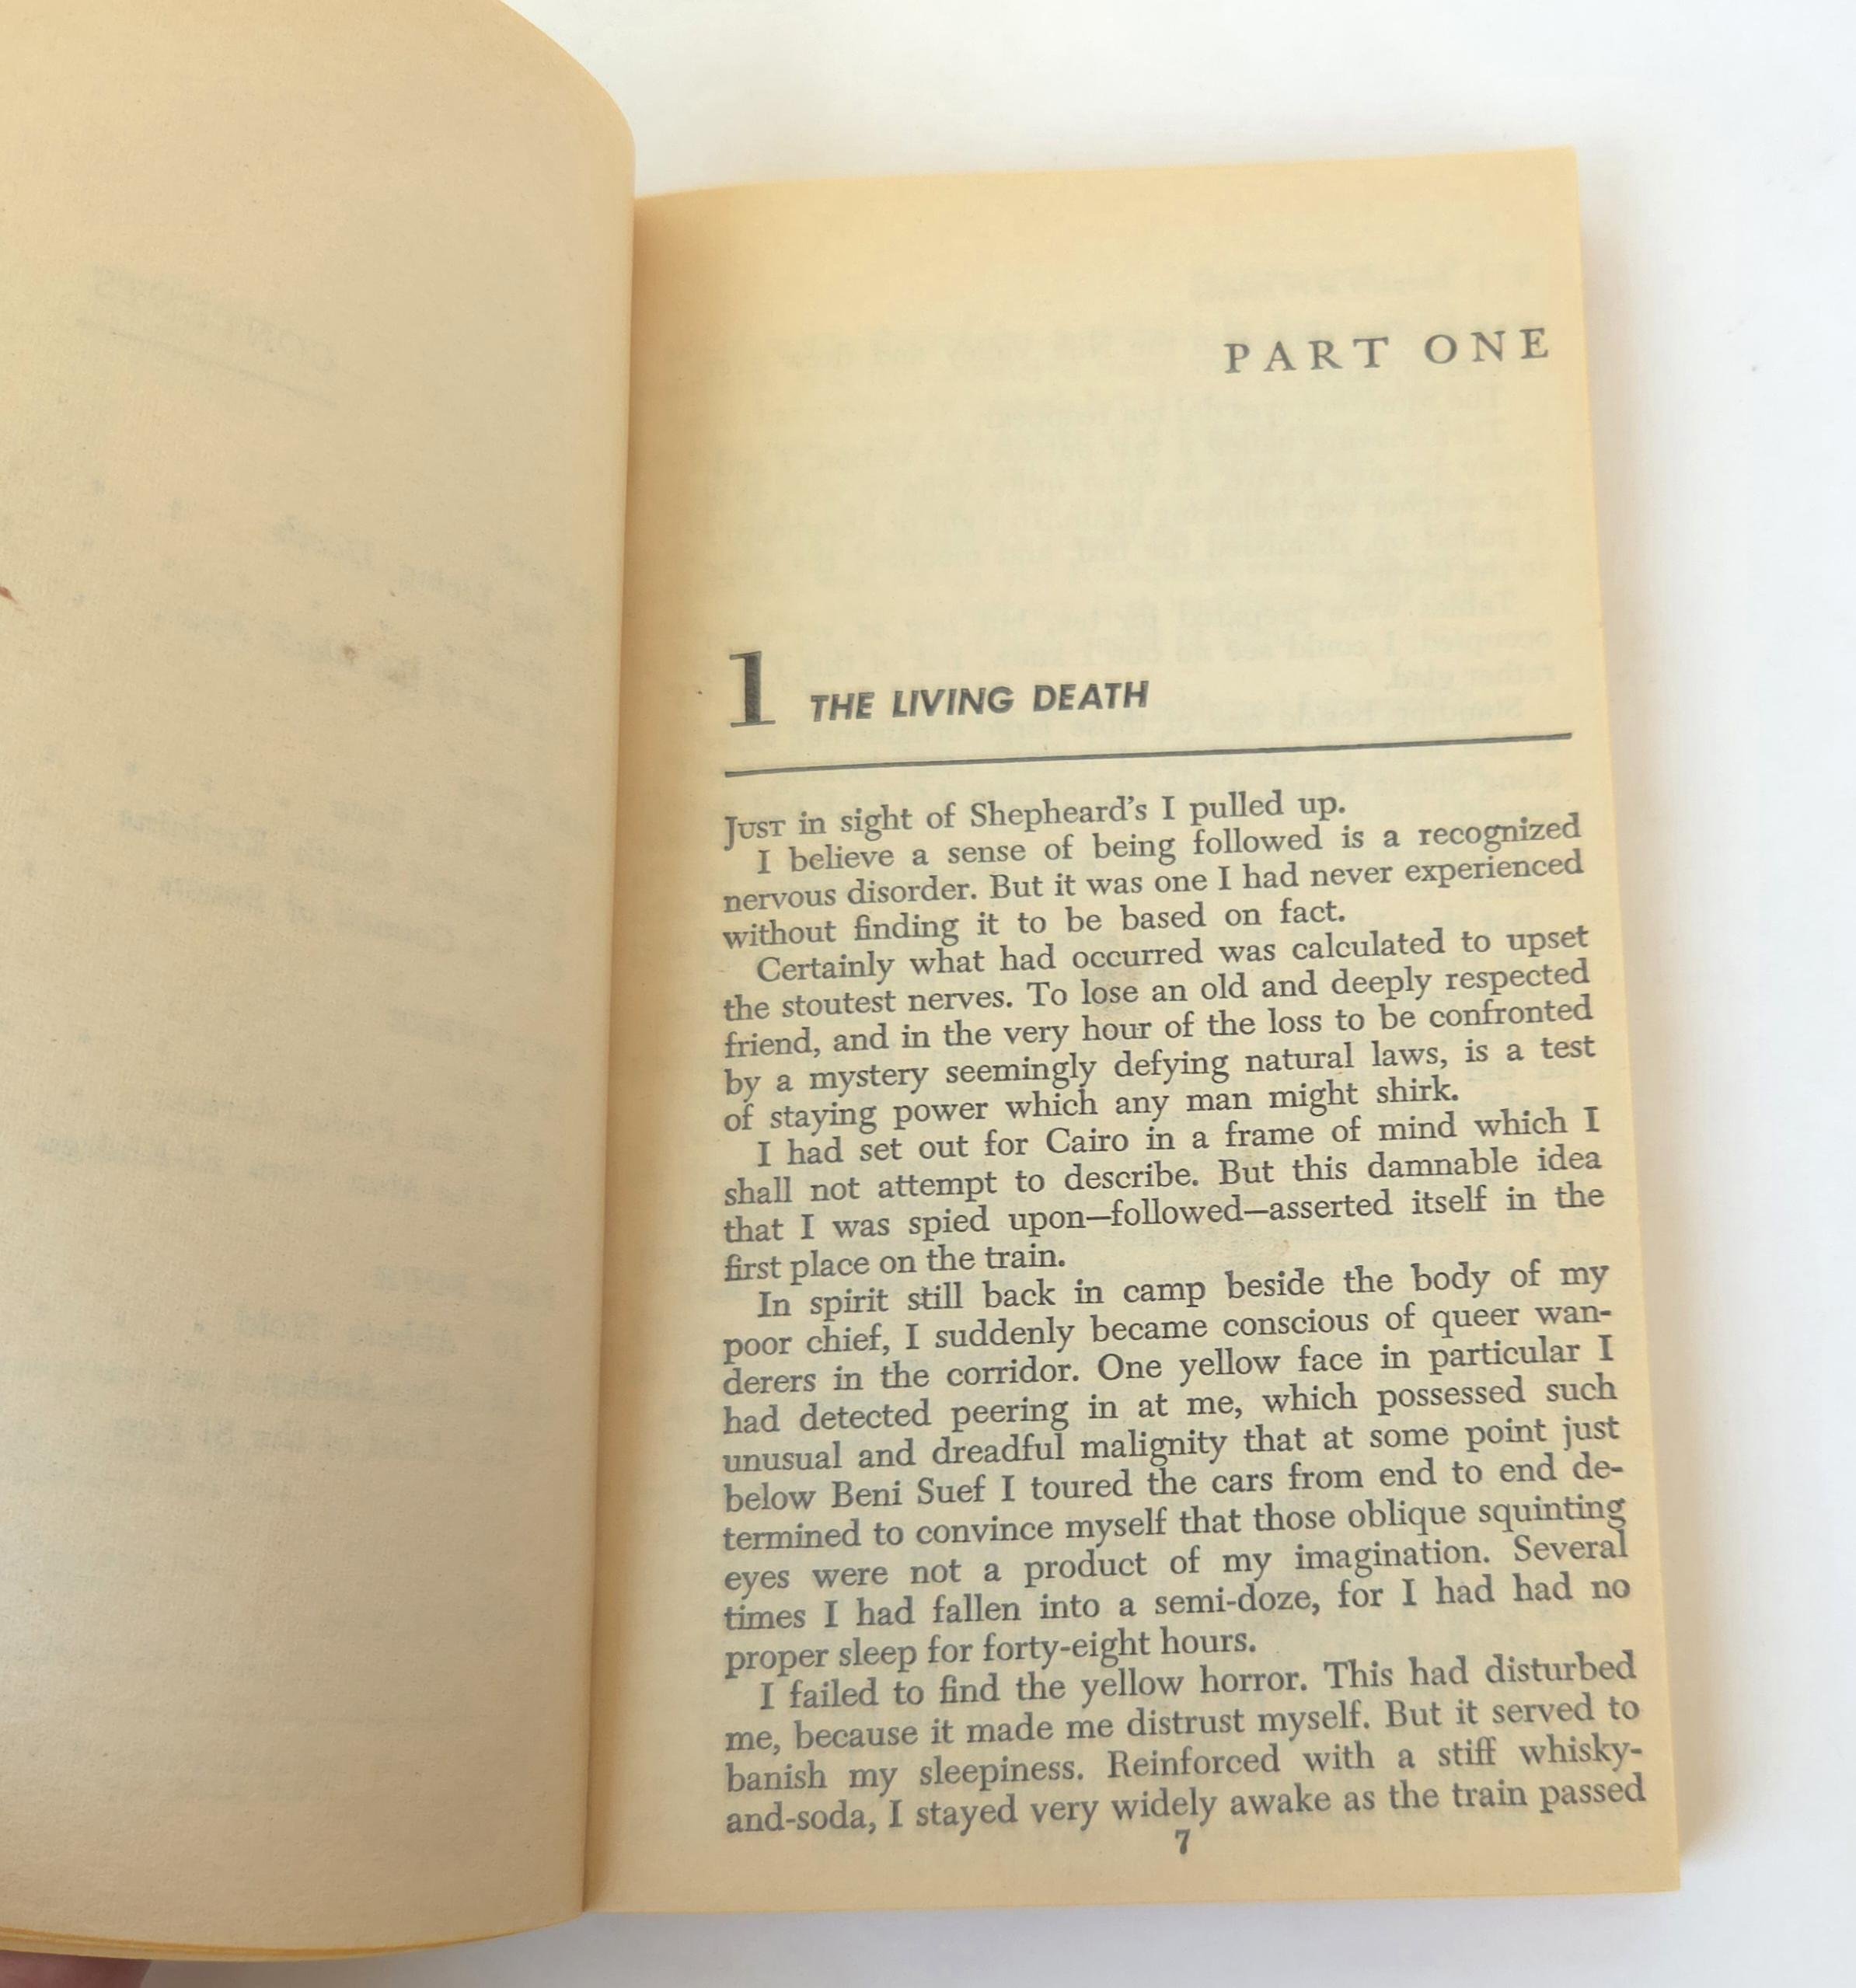 PART ONE
1 THE LIVING DEATH
JUST in sight of Shepheard's I pulled up.
I believe a sense of being followed is a recognized
nervous disorder. But it was one I had never experienced
without finding it to be based on fact.
Certainly what had occurred was calculated to upset
the stoutest nerves. To lose an old and deeply respected
friend, and in the very hour of the loss to be confronted
by a mystery seemingly defying natural laws, is a test
of staying power which any man might shirk.
I had set out for Cairo in a frame of mind which I
shall not attempt to describe. But this damnable idea
that I was spied upon—followed—asserted itself in the
first place on the train.
In spirit still back in camp beside the body of my
poor chief, I suddenly became conscious of queer wan-
derers in the corridor. One yellow face in particular I
had detected peering in at me, which possessed such
unusual and dreadful malignity that at some point just
below Beni Suef I toured the cars from end to end de-
termined to convince myself that those oblique squinting
eyes were not a product of my imagination. Several
times I had fallen into a semi-doze, for I had had no
proper sleep for forty-eight hours.
I failed to find the yellow horror. This had disturbed
me, because it made me distrust myself. But it served to
banish my sleepiness. Reinforced with a stiff whisky-
and-soda, I stayed very widely awake as the train passed
7